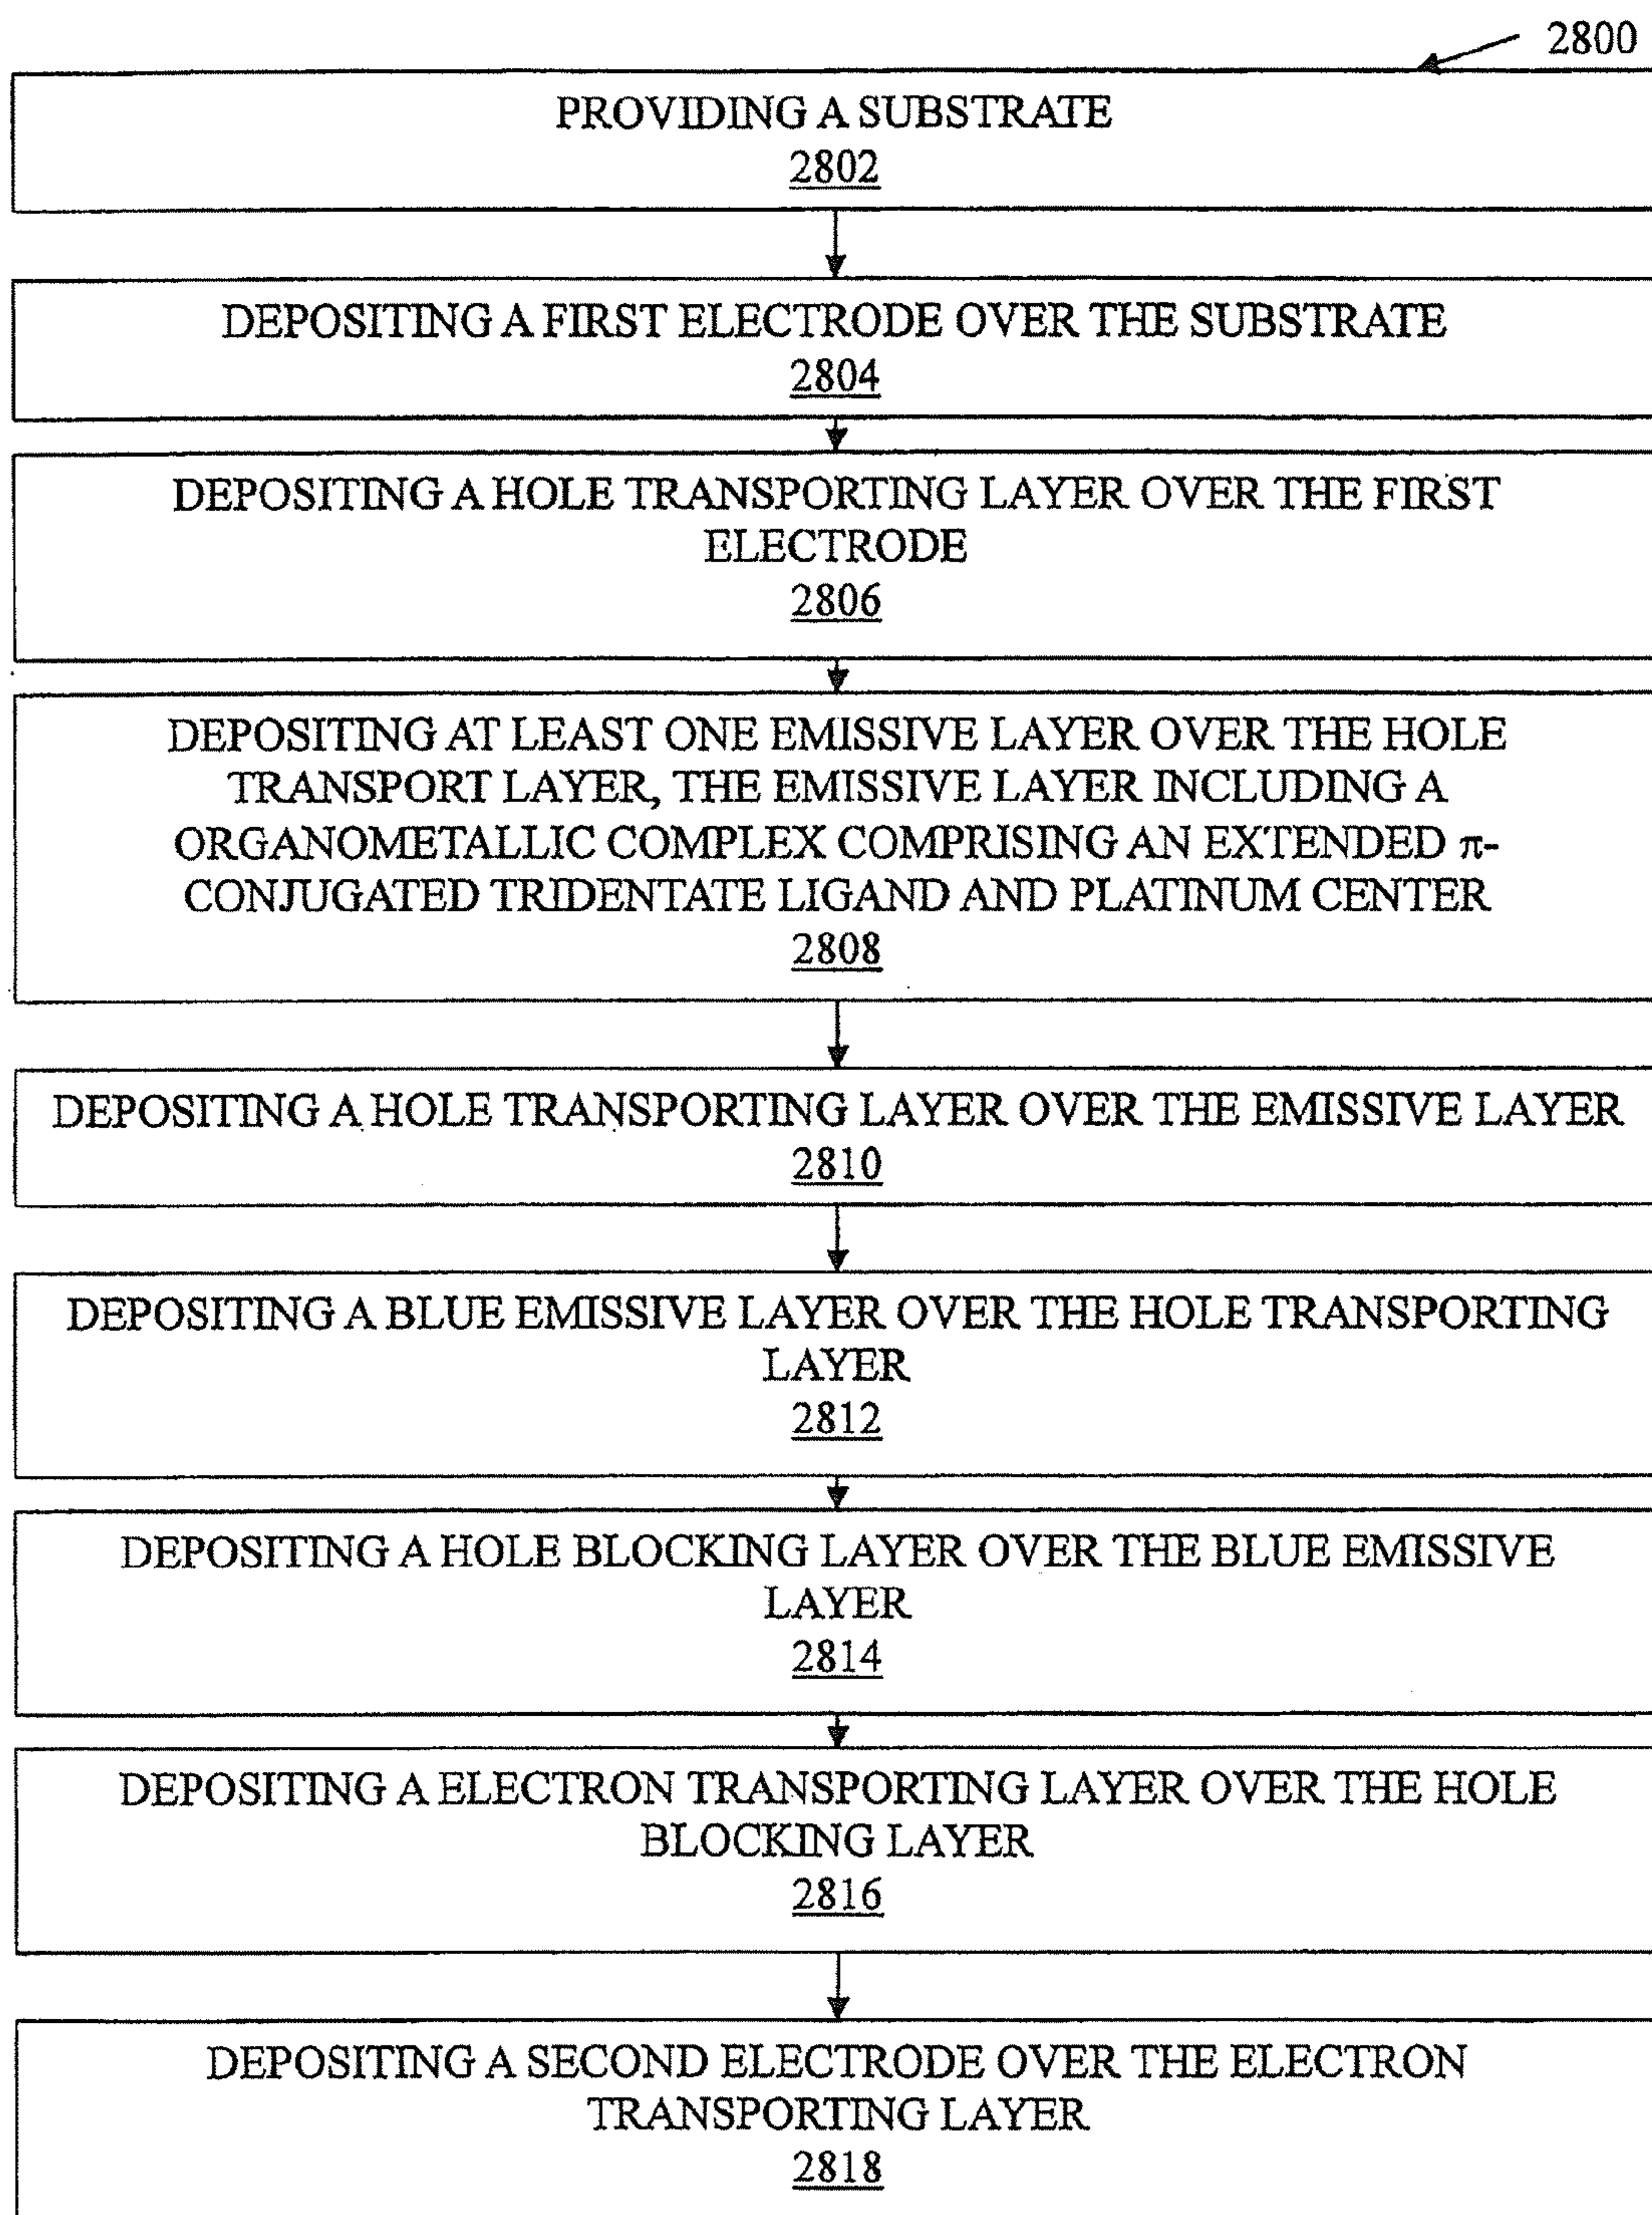 2800
PROVIDING A SUBSTRATE
2802
DEPOSITING A FIRST ELECTRODE OVER THE SUBSTRATE
2804
DEPOSITING A HOLE TRANSPORTING LAYER OVER THE FIRST
ELECTRODE
2806
DEPOSITING AT LEAST ONE EMISSIVE LAYER OVER THE HOLE
TRANSPORT LAYER, THE EMISSIVE LAYER INCLUDING A
ORGANOMETALLIC COMPLEX COMPRISING AN EXTENDED π-
CONJUGATED TRIDENTATE LIGAND AND PLATINUM CENTER
2808
DEPOSITING A HOLE TRANSPORTING LAYER OVER THE EMISSIVE LAYER
2810
DEPOSITING A BLUE EMISSIVE LAYER OVER THE HOLE TRANSPORTING
LAYER
2812
DEPOSITING A HOLE BLOCKING LAYER OVER THE BLUE EMISSIVE
LAYER
2814
DEPOSITING A ELECTRON TRANSPORTING LAYER OVER THE HOLE
BLOCKING LAYER
2816
DEPOSITING A SECOND ELECTRODE OVER THE ELECTRON
TRANSPORTING LAYER
2818